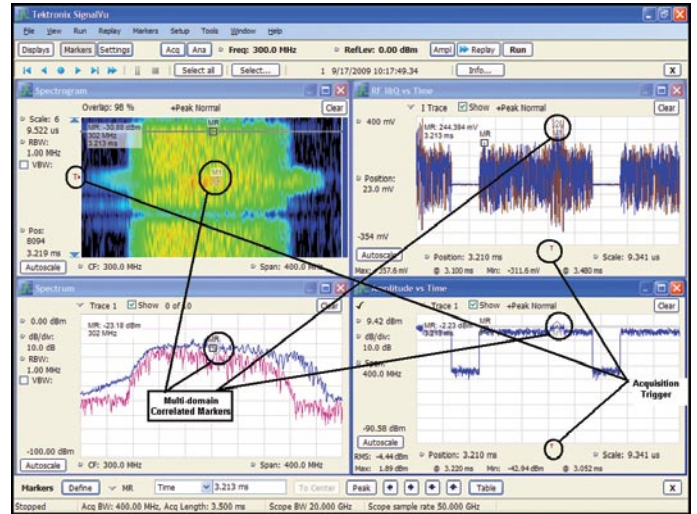 Tektronix SignalVu
File View Run Replay Markers Setup Tools Window Help
Displays Markers Settings Acq Ana Freq: 300.0 MHz RefLev: 0.00 dBm Ampl Replay Run
Select all Select... 1 9/17/2009 10:17:49.34 Info... X
Spectrogram
Overlap: 98 % +Peak Normal Clear
Scale: 6
9.522 us
RBW:
1.00 MHz
VBW:
MR: -30.88 dBm
302 MHz
3.213 ms
MR
M1
T
Pos:
8094
3.219 ms
Autoscale CF: 300.0 MHz Span: 400.0 MHz
RF I&Q vs Time
I Trace Show +Peak Normal Clear
400 mV
MR: 244.384 mV
3.213 ms
MR
Position:
23.0 mV
-354 mV
T
Autoscale Position: 3.210 ms Scale: 9.341 us
Max: 357.6 mV @ 3.100 ms Min: -311.6 mV @ 3.480 ms
Spectrum
Trace 1 Show 0 of 10 Clear
0.00 dBm
dB/div:
10.0 dB
RBW:
1.00 MHz
VBW:
MR: -23.18 dBm
302 MHz
MR
-100.00 dBm
Autoscale CF: 300.0 MHz Span: 400.0 MHz
Amplitude vs Time
Trace 1 Show +Peak Normal Clear
9.42 dBm
dB/div:
10.0 dB
Span:
400.0 MHz
MR: -2.23 dBm
3.213 ms
MR
-90.58 dBm
T
Autoscale
RMS: -4.44 dBm Position: 3.210 ms Scale: 9.341 us
Max: 1.89 dBm @ 3.220 ms Min: -42.94 dBm @ 3.052 ms
Multi-domain
Correlated Markers
Acquisition
Trigger
Markers Define MR Time 3.213 ms To Center Peak Table X
Stopped Acq BW: 400.00 MHz, Acq Length: 3.500 ms Scope BW 20.000 GHz Scope sample rate 50.000 GHz